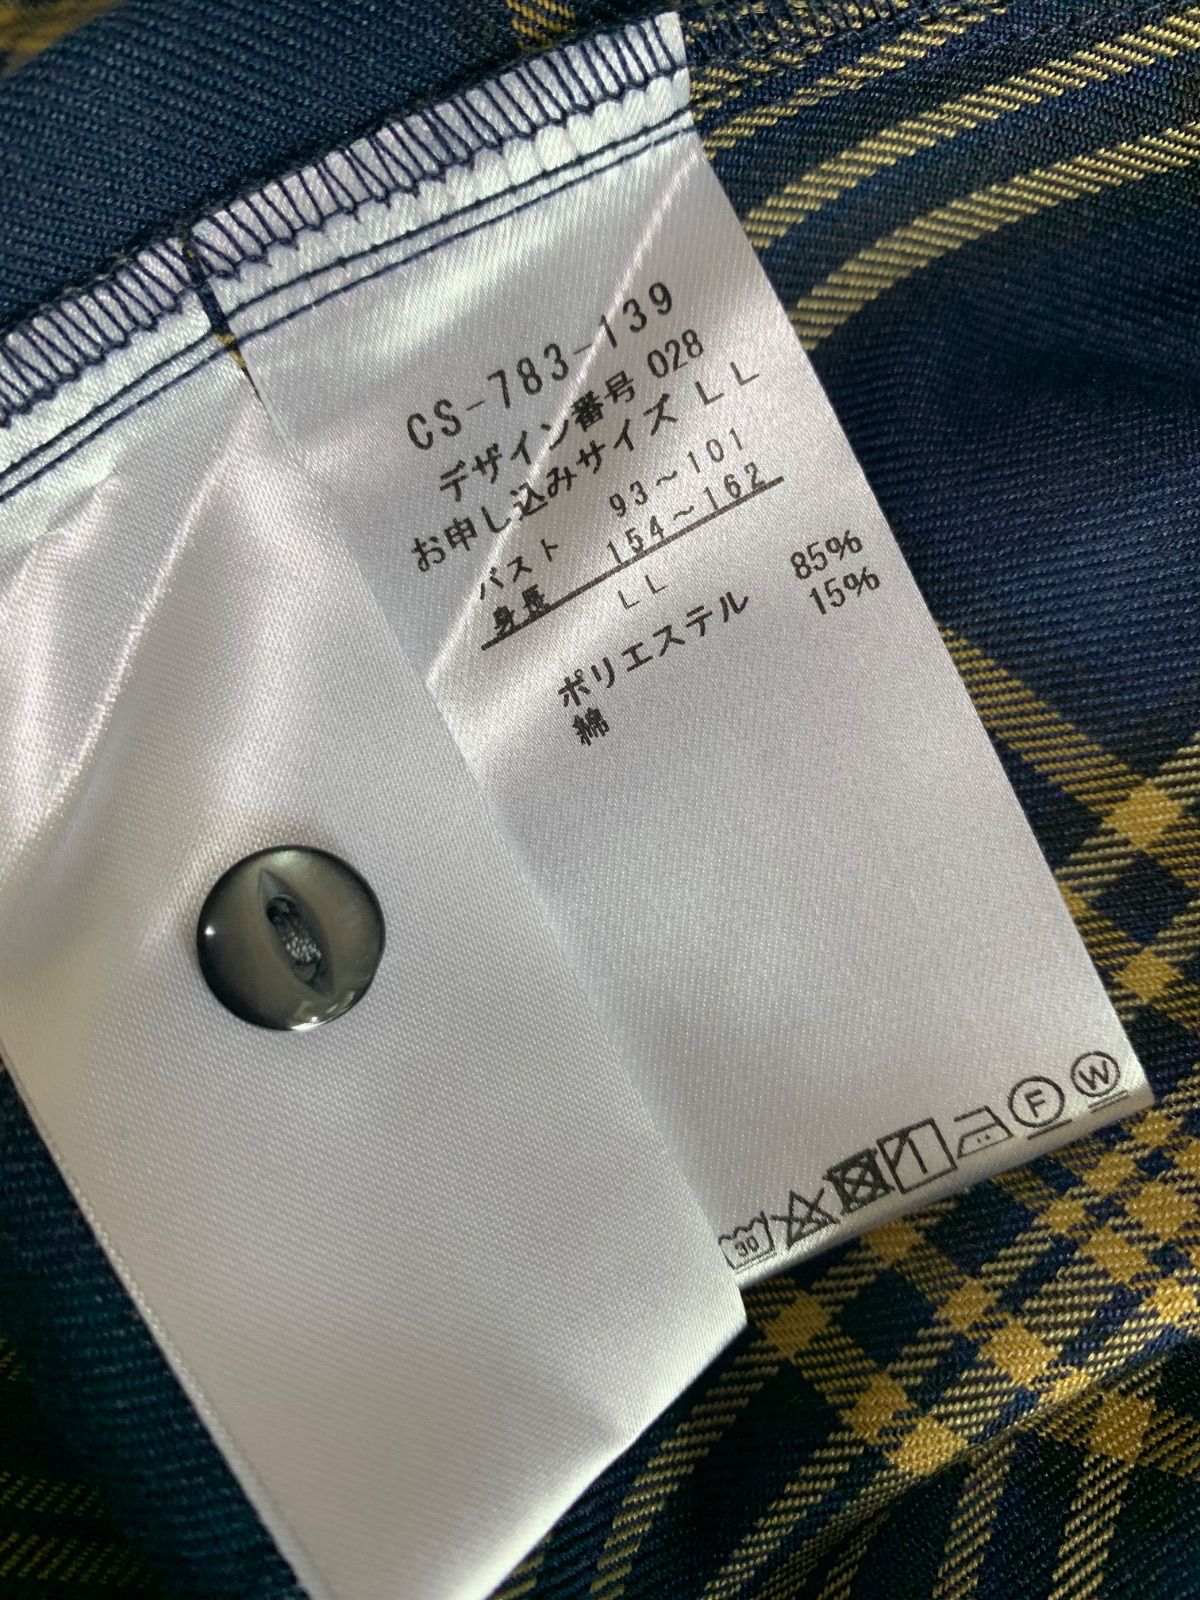 CS-783-139
デザイン番号 028
お申し込みサイズ LL
バスト 93~101
身長 154~162
LL
ポリエステル 85%
綿 15%
30
F
W